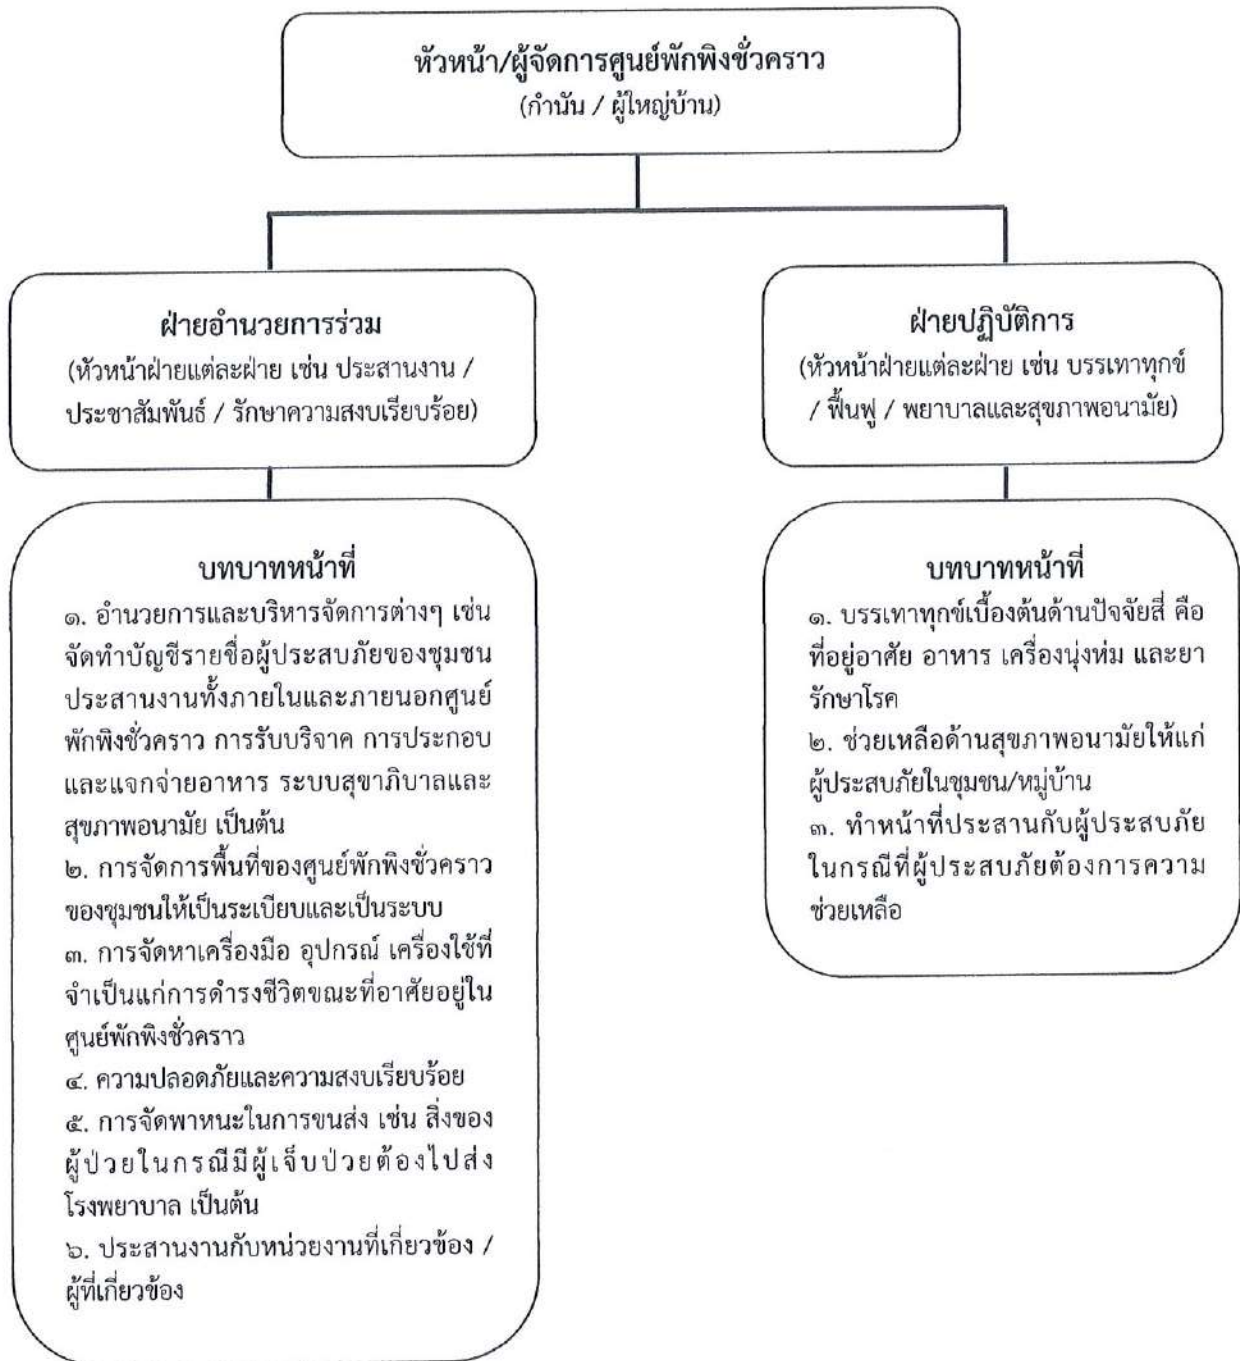 หัวหน้า/ผู้จัดการศูนย์พักพิงชั่วคราว
(กำนัน / ผู้ใหญ่บ้าน)
ฝ่ายอำนวยการร่วม
(หัวหน้าฝ่ายแต่ละฝ่าย เช่น ประสานงาน /
ประชาสัมพันธ์ / รักษาความสงบเรียบร้อย)
บทบาทหน้าที่
๑. อำนวยการและบริหารจัดการต่างๆ เช่น
จัดทำบัญชีรายชื่อผู้ประสบภัยของชุมชน
ประสานงานทั้งภายในและภายนอกศูนย์
พักพิงชั่วคราว การรับบริจาค การประกอบ
และแจกจ่ายอาหาร ระบบสุขาภิบาลและ
สุขภาพอนามัย เป็นต้น
๒. การจัดการพื้นที่ของศูนย์พักพิงชั่วคราว
ของชุมชนให้เป็นระเบียบและเป็นระบบ
๓. การจัดหาเครื่องมือ อุปกรณ์ เครื่องใช้ที่
จำเป็นแก่การดำรงชีวิตขณะที่อาศัยอยู่ใน
ศูนย์พักพิงชั่วคราว
๔. ความปลอดภัยและความสงบเรียบร้อย
๕. การจัดพาหนะในการขนส่ง เช่น สิ่งของ
ผู้ป่วยในกรณีมีผู้เจ็บป่วยต้องไปส่ง
โรงพยาบาล เป็นต้น
๖. ประสานงานกับหน่วยงานที่เกี่ยวข้อง /
ผู้ที่เกี่ยวข้อง
ฝ่ายปฏิบัติการ
(หัวหน้าฝ่ายแต่ละฝ่าย เช่น บรรเทาทุกข์
/ ฟื้นฟู / พยาบาลและสุขภาพอนามัย)
บทบาทหน้าที่
๑. บรรเทาทุกข์เบื้องต้นด้านปัจจัยสี่ คือ
ที่อยู่อาศัย อาหาร เครื่องนุ่งห่ม และยา
รักษาโรค
๒. ช่วยเหลือด้านสุขภาพอนามัยให้แก่
ผู้ประสบภัยในชุมชน/หมู่บ้าน
๓. ทำหน้าที่ประสานกับผู้ประสบภัย
ในกรณีที่ผู้ประสบภัยต้องการความ
ช่วยเหลือ